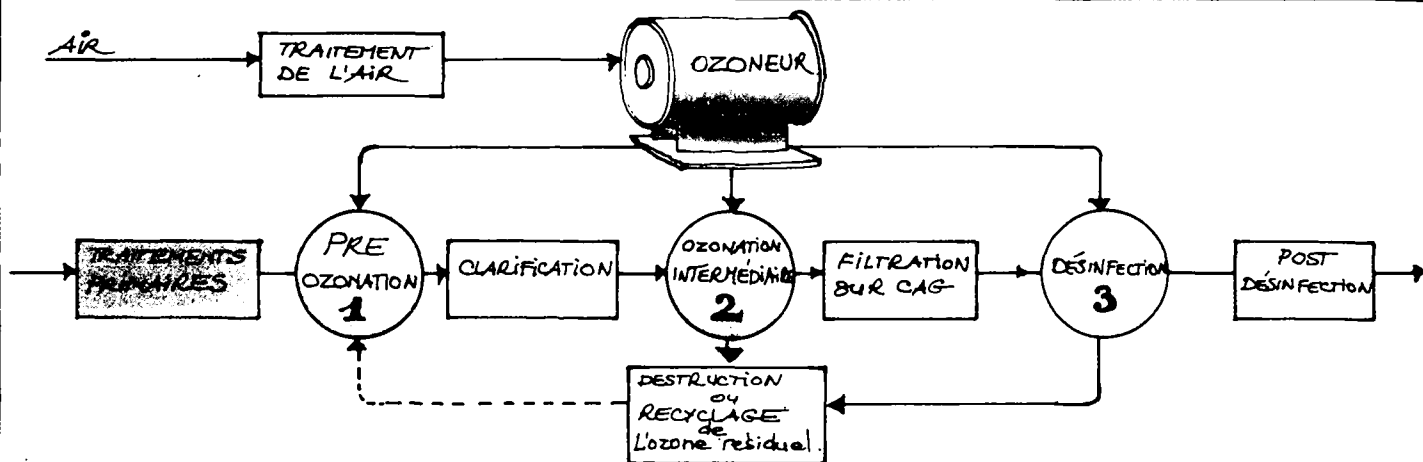 AIR
TRAITEMENT
DE L'AIR
OZONEUR
TRAITEMENTS
PRIMAIRES
PRE
OZONATION
1
CLARIFICATION
OZONATION
INTERMÉDIAIRE
2
FILTRATION
SUR CAG
DÉSINFECTION
3
POST
DÉSINFECTION
DESTRUCTION
ou
RECYCLAGE
de
L'ozone résiduel.